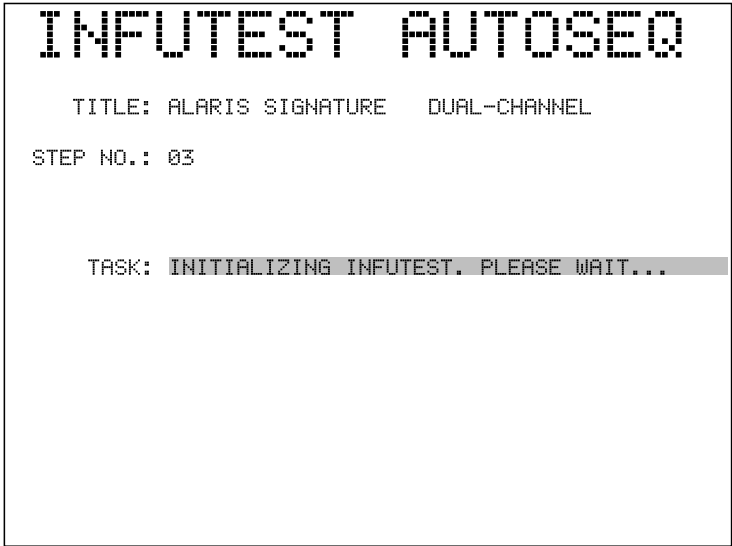 INFUTEST AUTOSEQ
TITLE: ALARIS SIGNATURE DUAL-CHANNEL
STEP NO.: 03
TASK: INITIALIZING INFUTEST. PLEASE WAIT...